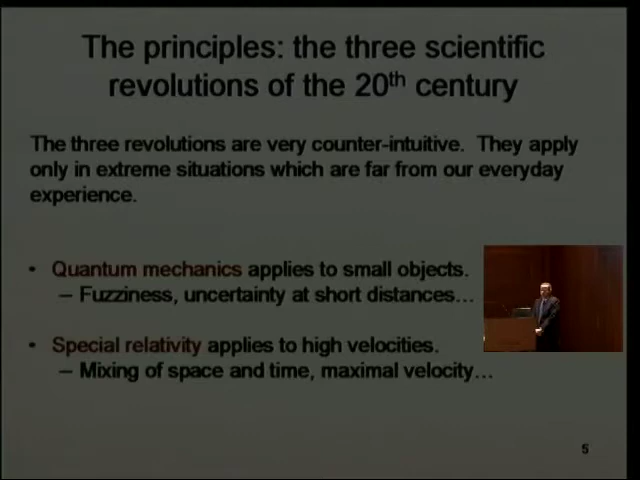 The principles: the three scientific
revolutions of the 20th century
The three revolutions are very counter-intuitive. They apply
only in extreme situations which are far from our everyday
experience.
• Quantum mechanics applies to small objects.
– Fuzziness, uncertainty at short distances…
• Special relativity applies to high velocities.
– Mixing of space and time, maximal velocity…
5